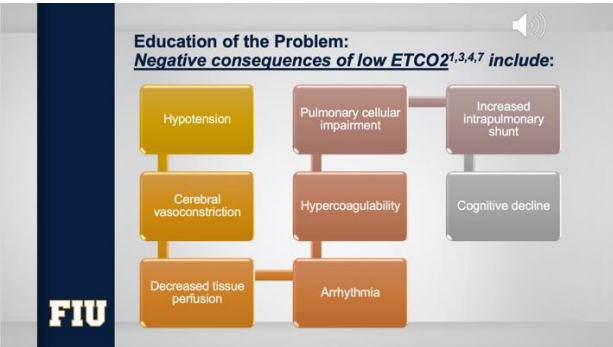 Education of the Problem:
Negative consequences of low ETCO2¹,³,⁴,⁷ include:
Hypotension
Cerebral
vasoconstriction
Decreased tissue
perfusion
Arrhythmia
Hypercoagulability
Pulmonary cellular
impairment
Increased
intrapulmonary
shunt
Cognitive decline
FIU